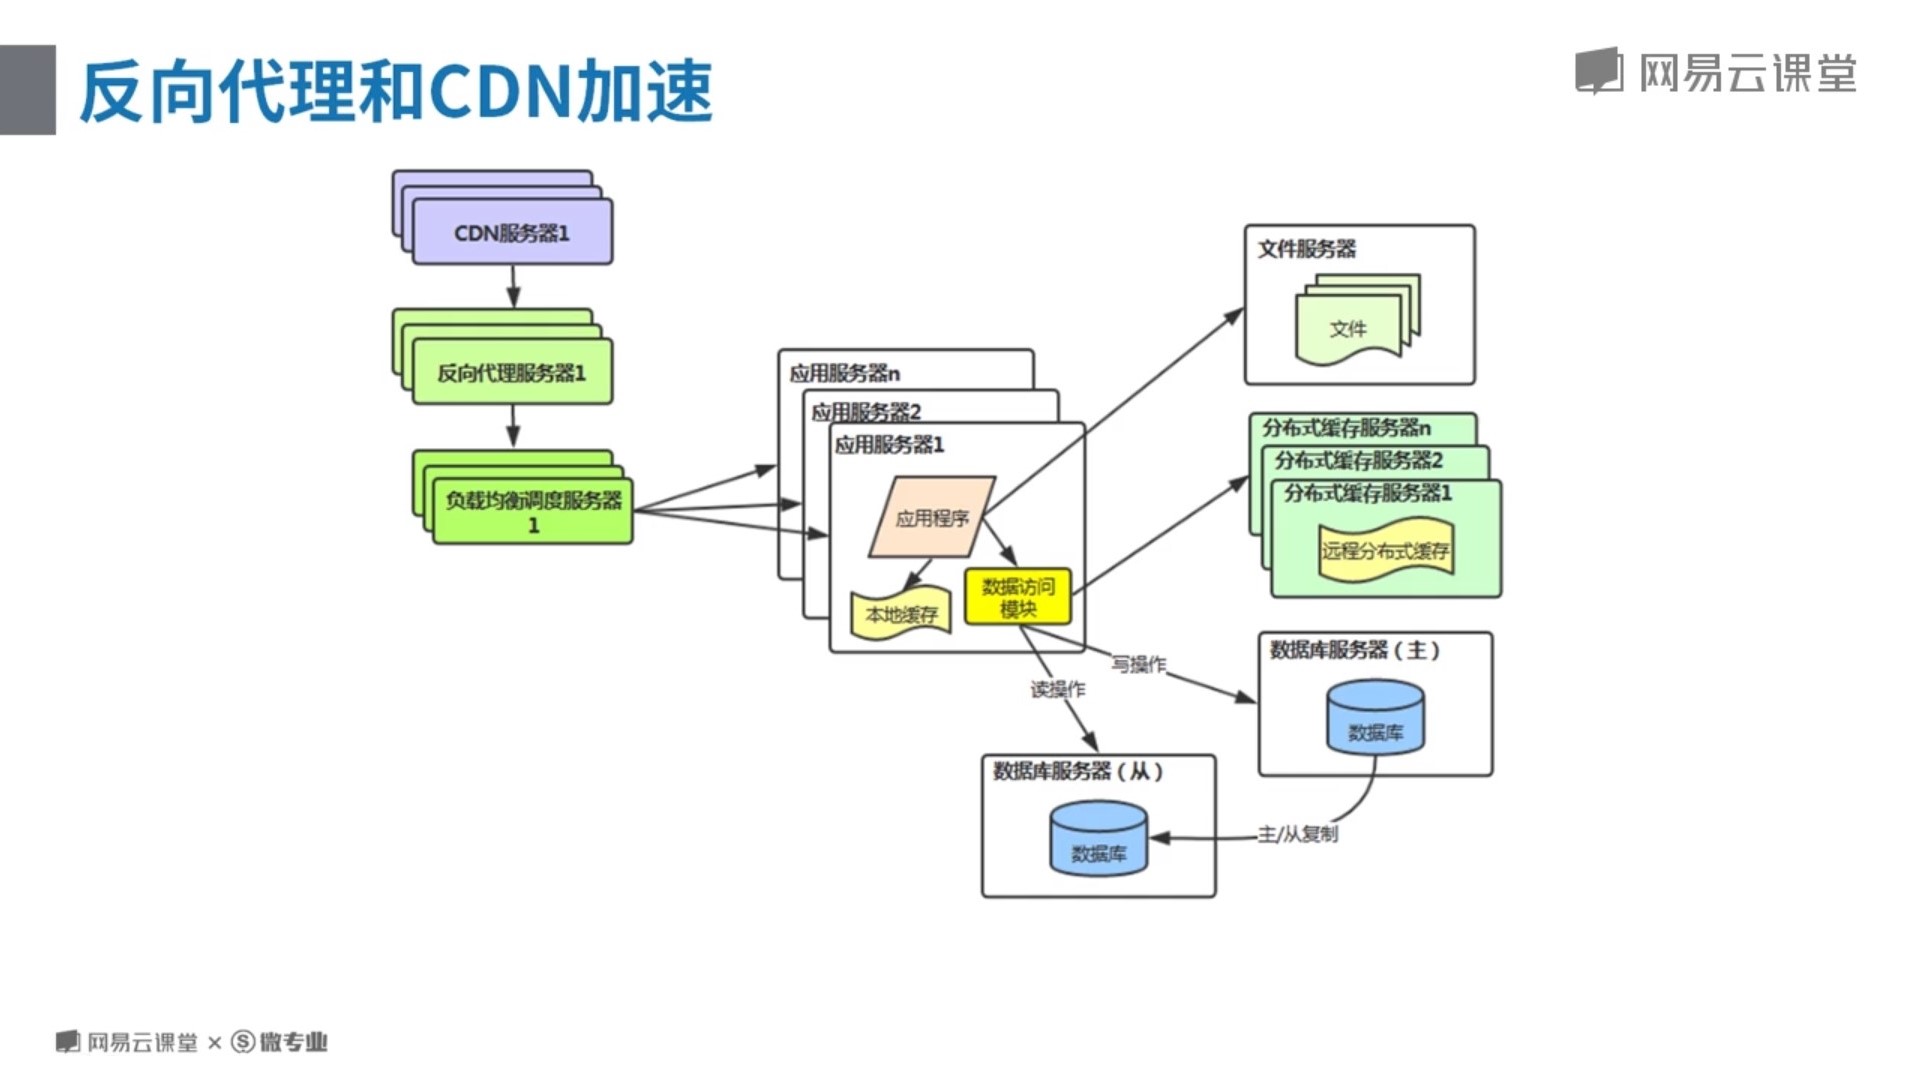 反向代理和CDN加速
网易云课堂
CDN服务器1
反向代理服务器1
负载均衡调度服务器
1
应用服务器n
应用服务器2
应用服务器1
应用程序
本地缓存
数据访问
模块
文件服务器
文件
分布式缓存服务器n
分布式缓存服务器2
分布式缓存服务器1
远程分布式缓存
写操作
读操作
数据库服务器（主）
数据库
数据库服务器（从）
数据库
主/从复制
网易云课堂 × Ⓢ微专业